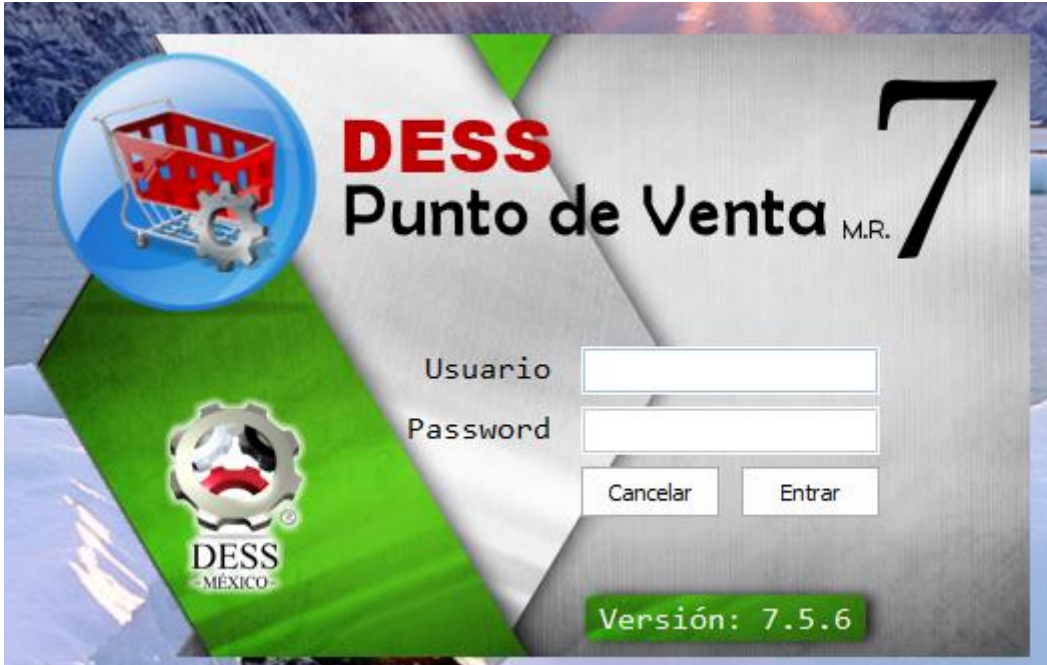 DESS
Punto de Venta M.R.
7
Usuario
Password
Cancelar
Entrar
DESS
-MÉXICO-
®
Versión: 7.5.6